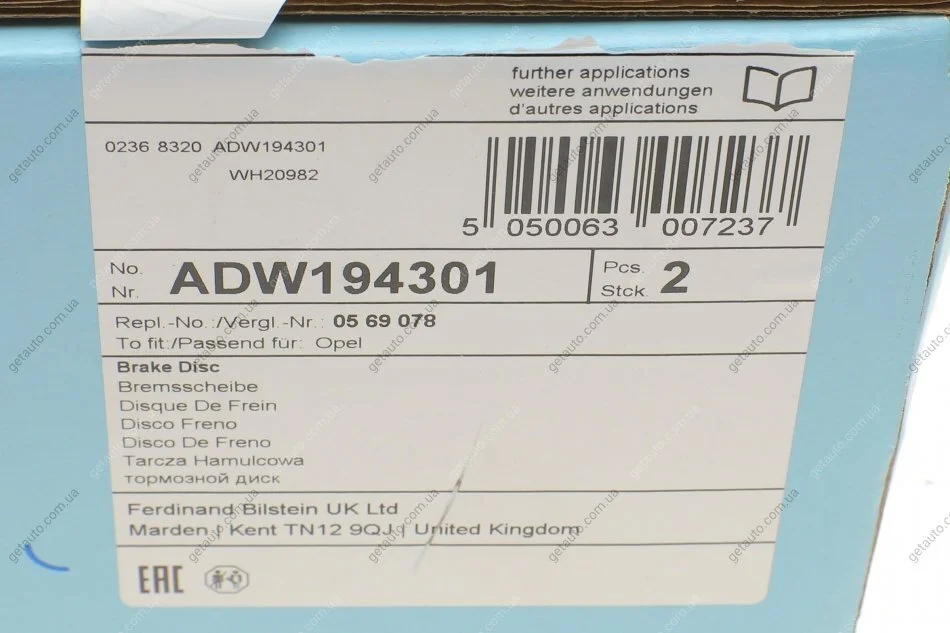 further applications
weitere anwendungen
d'autres applications
0236 8320 ADW194301
WH20982
5 050063 007237
No.
Nr. ADW194301
Pcs.
Stck. 2
Repl.-No.:/Vergl.-Nr.: 05 69 078
To fit:/Passend für: Opel
Brake Disc
Bremsscheibe
Disque De Frein
Disco Freno
Disco De Freno
Tarcza Hamulcowa
тормозной диск
Ferdinand Bilstein UK Ltd
Marden, Kent TN12 9QJ, United Kingdom
EAC
getauto.com.ua